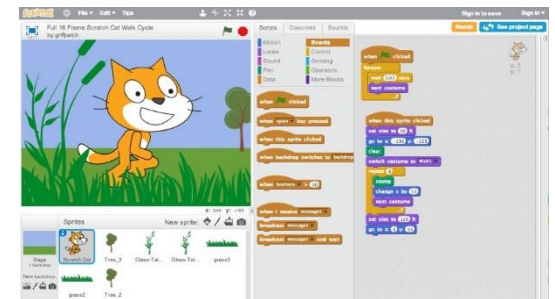 SCRATCH File Edit Tips Sign in to save Sign in
Full 16 Frame Scratch Cat Walk Cycle
by griffpatch
Remix See project page
Scripts Costumes Sounds
Motion Events
Looks Control
Sound Sensing
Pen Operators
Data More Blocks
when clicked
when space key pressed
when this sprite clicked
when backdrop switches to backdrop
when loudness > 10
when I receive message1
broadcast message1
broadcast message1 and wait
when clicked
forever
wait secs
next costume
when this sprite clicked
set size to %
go to x: y:
clear
switch costume to
repeat
stamp
change x by
next costume
set size to %
go to x: y:
Sprites New sprite:
Stage
1 backdrop
New backdrop:
Scratch Cat Tree_3 Glass-Tal... Glass-Tal... grass2
grass3 Tree_2